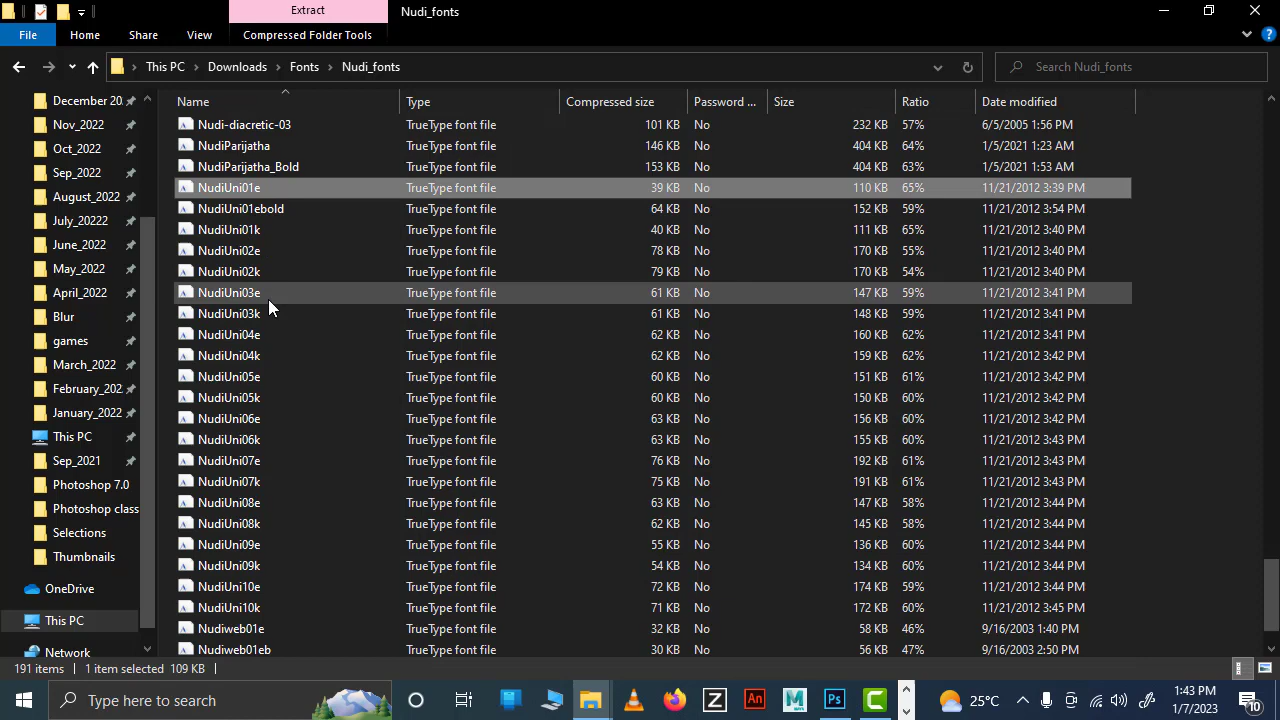 Extract
Nudi_fonts
File
Home
Share
View
Compressed Folder Tools
This PC
Downloads
Fonts
Nudi_fonts
Search Nudi_fonts
Name
Type
Compressed size
Password ...
Size
Ratio
Date modified
December 20
Nov_2022
Oct_2022
Sep_2022
August_2022
July_2022
June_2022
May_2022
April_2022
Blur
games
March_2022
February_202
January_2022
This PC
Sep_2021
Photoshop 7.0
Photoshop class
Selections
Thumbnails
OneDrive
This PC
Network
Nudi-diacretic-03 TrueType font file 101 KB No 232 KB 57% 6/5/2005 1:56 PM
NudiParijatha TrueType font file 146 KB No 404 KB 64% 1/5/2021 1:23 AM
NudiParijatha_Bold TrueType font file 153 KB No 404 KB 63% 1/5/2021 1:53 AM
NudiUni01e TrueType font file 39 KB No 110 KB 65% 11/21/2012 3:39 PM
NudiUni01ebold TrueType font file 64 KB No 152 KB 59% 11/21/2012 3:54 PM
NudiUni01k TrueType font file 40 KB No 111 KB 65% 11/21/2012 3:40 PM
NudiUni02e TrueType font file 78 KB No 170 KB 55% 11/21/2012 3:40 PM
NudiUni02k TrueType font file 79 KB No 170 KB 54% 11/21/2012 3:40 PM
NudiUni03e TrueType font file 61 KB No 147 KB 59% 11/21/2012 3:41 PM
NudiUni03k TrueType font file 61 KB No 148 KB 59% 11/21/2012 3:41 PM
NudiUni04e TrueType font file 62 KB No 160 KB 62% 11/21/2012 3:41 PM
NudiUni04k TrueType font file 62 KB No 159 KB 62% 11/21/2012 3:42 PM
NudiUni05e TrueType font file 60 KB No 151 KB 61% 11/21/2012 3:42 PM
NudiUni05k TrueType font file 60 KB No 150 KB 60% 11/21/2012 3:42 PM
NudiUni06e TrueType font file 63 KB No 156 KB 60% 11/21/2012 3:42 PM
NudiUni06k TrueType font file 63 KB No 155 KB 60% 11/21/2012 3:42 PM
NudiUni07e TrueType font file 76 KB No 192 KB 61% 11/21/2012 3:43 PM
NudiUni07k TrueType font file 75 KB No 191 KB 61% 11/21/2012 3:43 PM
NudiUni08e TrueType font file 63 KB No 147 KB 58% 11/21/2012 3:44 PM
NudiUni08k TrueType font file 62 KB No 145 KB 58% 11/21/2012 3:44 PM
NudiUni09e TrueType font file 55 KB No 136 KB 60% 11/21/2012 3:44 PM
NudiUni09k TrueType font file 54 KB No 134 KB 60% 11/21/2012 3:44 PM
NudiUni10e TrueType font file 72 KB No 174 KB 59% 11/21/2012 3:44 PM
NudiUni10k TrueType font file 71 KB No 172 KB 60% 11/21/2012 3:45 PM
Nudiweb01e TrueType font file 32 KB No 58 KB 46% 9/16/2003 1:40 PM
Nudiweb01eb TrueType font file 30 KB No 56 KB 47% 9/16/2003 2:50 PM
191 items
1 item selected 109 KB
Type here to search
Z
An
M
Ps
C
25°C
1:43 PM
1/7/2023
10